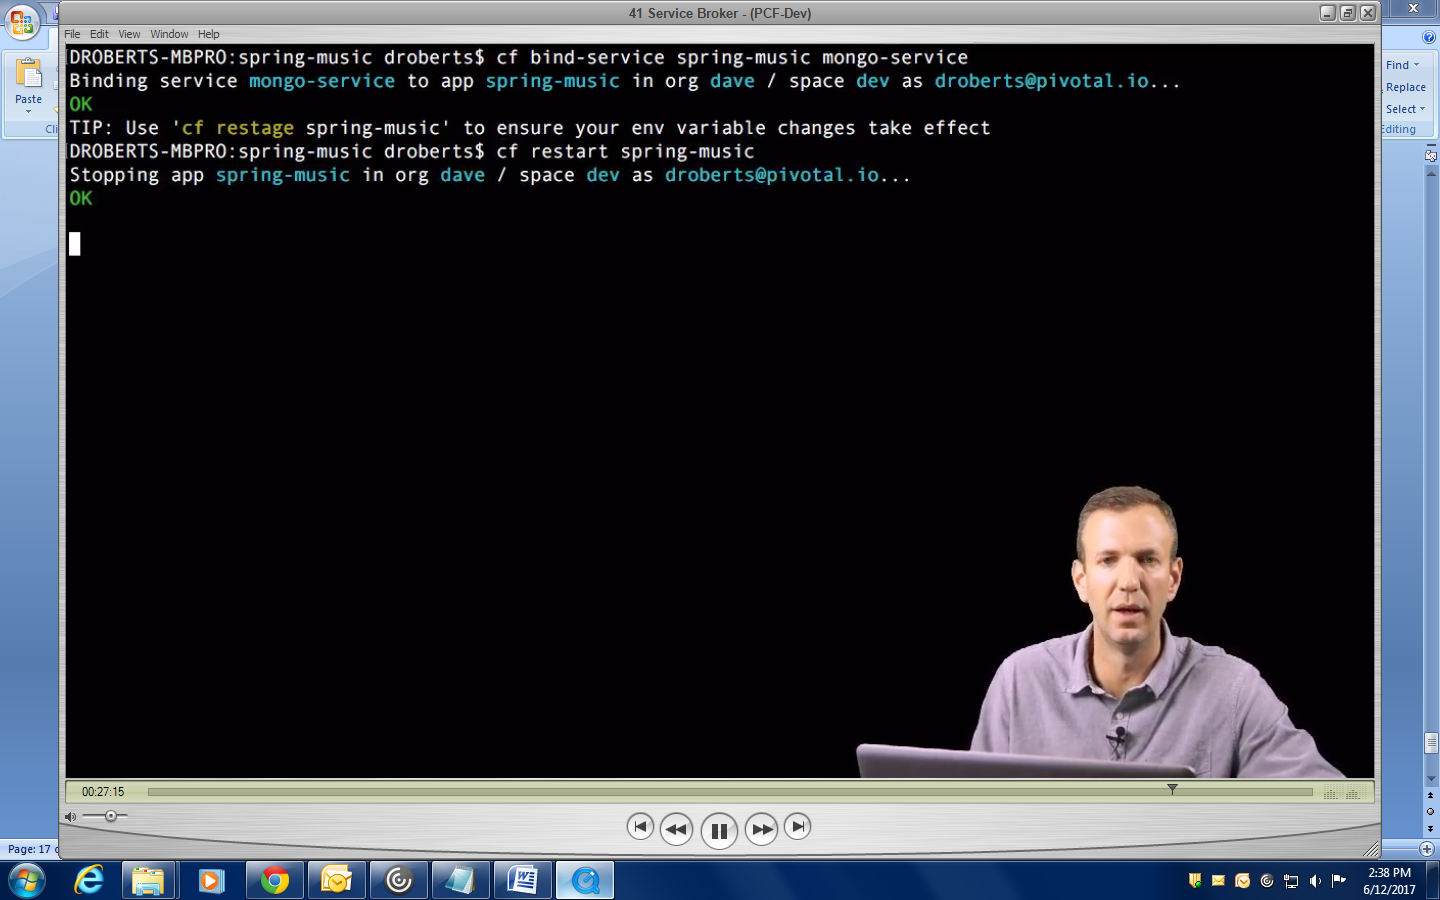 41 Service Broker - (PCF-Dev)
File Edit View Window Help
DROBERTS-MBPRO:spring-music droberts$ cf bind-service spring-music mongo-service
Binding service mongo-service to app spring-music in org dave / space dev as droberts@pivotal.io...
OK
TIP: Use 'cf restage spring-music' to ensure your env variable changes take effect
DROBERTS-MBPRO:spring-music droberts$ cf restart spring-music
Stopping app spring-music in org dave / space dev as droberts@pivotal.io...
OK
Paste
Cli
Find
Replace
Select
Editing
00:27:15
Page: 17 o
2:38 PM
6/12/2017